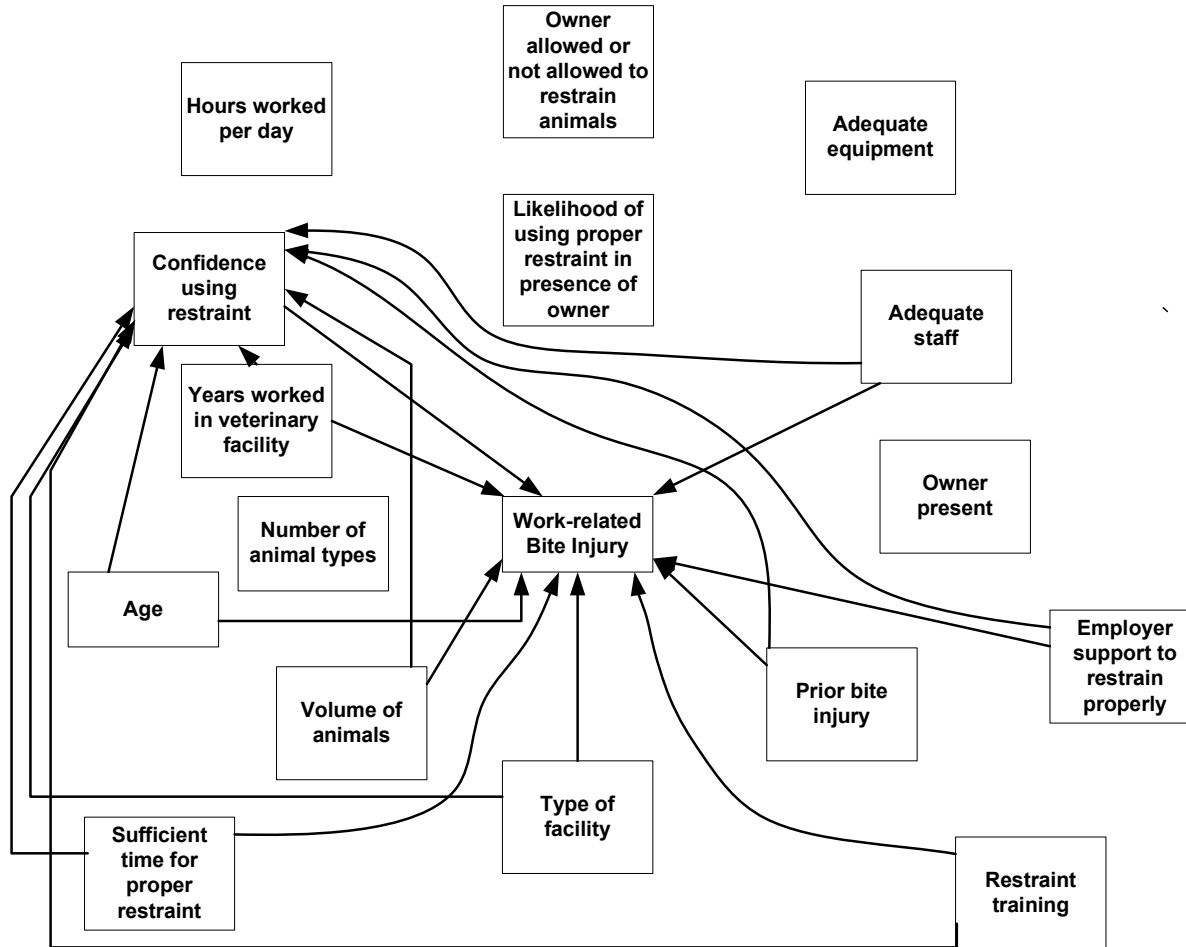 Owner
allowed or
not allowed to
restrain
animals
Hours worked
per day
Adequate
equipment
Likelihood of
using proper
restraint in
presence of
owner
Confidence
using
restraint
Adequate
staff
Years worked
in veterinary
facility
Owner
present
Number of
animal types
Work-related
Bite Injury
Age
Employer
support to
restrain
properly
Prior bite
injury
Volume of
animals
Type of
facility
Sufficient
time for
proper
restraint
Restraint
training